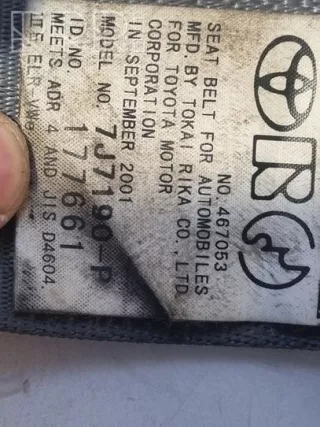 NO. 467053
SEAT BELT FOR AUTOMOBILES
MFD. BY TOKAI RIKA CO., LTD.
FOR TOYOTA MOTOR
CORPORATION
IN SEPTEMBER 2001
MODEL NO. 7J7190-P
ID. NO. 177661
MEETS ADR 4 AND JIS D4604,
ELR